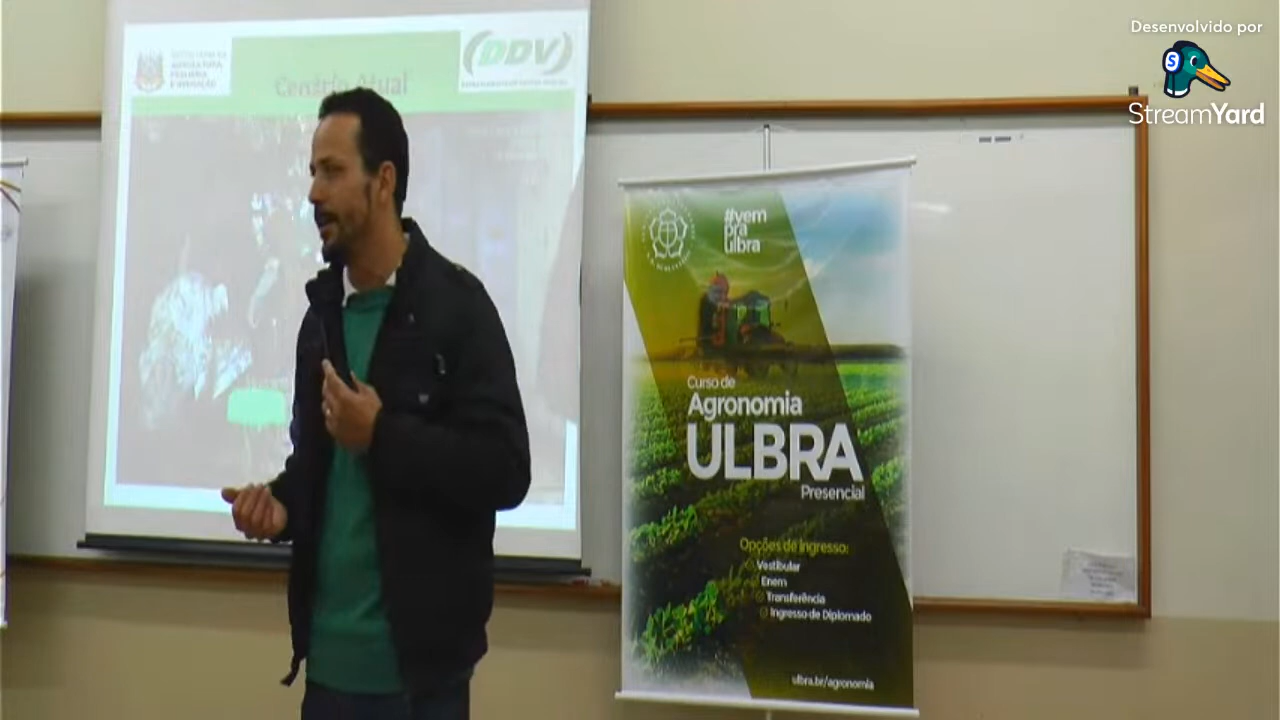 Desenvolvido por
StreamYard
DDV
Cenário Atual
#vem
pra
ulbra
Curso de
Agronomia
ULBRA
Presencial
Opções de Ingresso:
Vestibular
Enem
Transferência
Ingresso de Diplomado
ulbra.br/agronomia